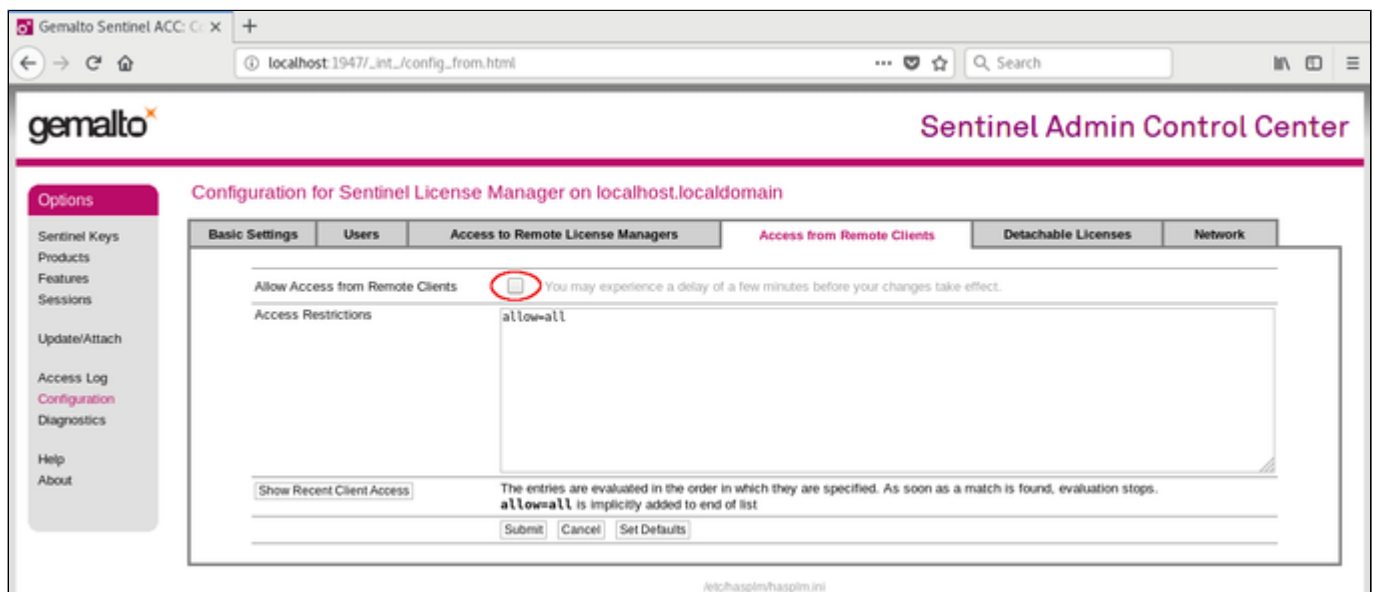 Gemalto Sentinel ACC: Co
localhost:1947/_int_/config_from.html
Search
gemalto
Sentinel Admin Control Center
Options
Sentinel Keys
Products
Features
Sessions
Update/Attach
Access Log
Configuration
Diagnostics
Help
About
Configuration for Sentinel License Manager on localhost.localdomain
Basic Settings Users Access to Remote License Managers Access from Remote Clients Detachable Licenses Network
Allow Access from Remote Clients You may experience a delay of a few minutes before your changes take effect.
Access Restrictions allow=all
Show Recent Client Access The entries are evaluated in the order in which they are specified. As soon as a match is found, evaluation stops.
allow=all is implicitly added to end of list
Submit Cancel Set Defaults
/etc/hasplm/hasplm.ini